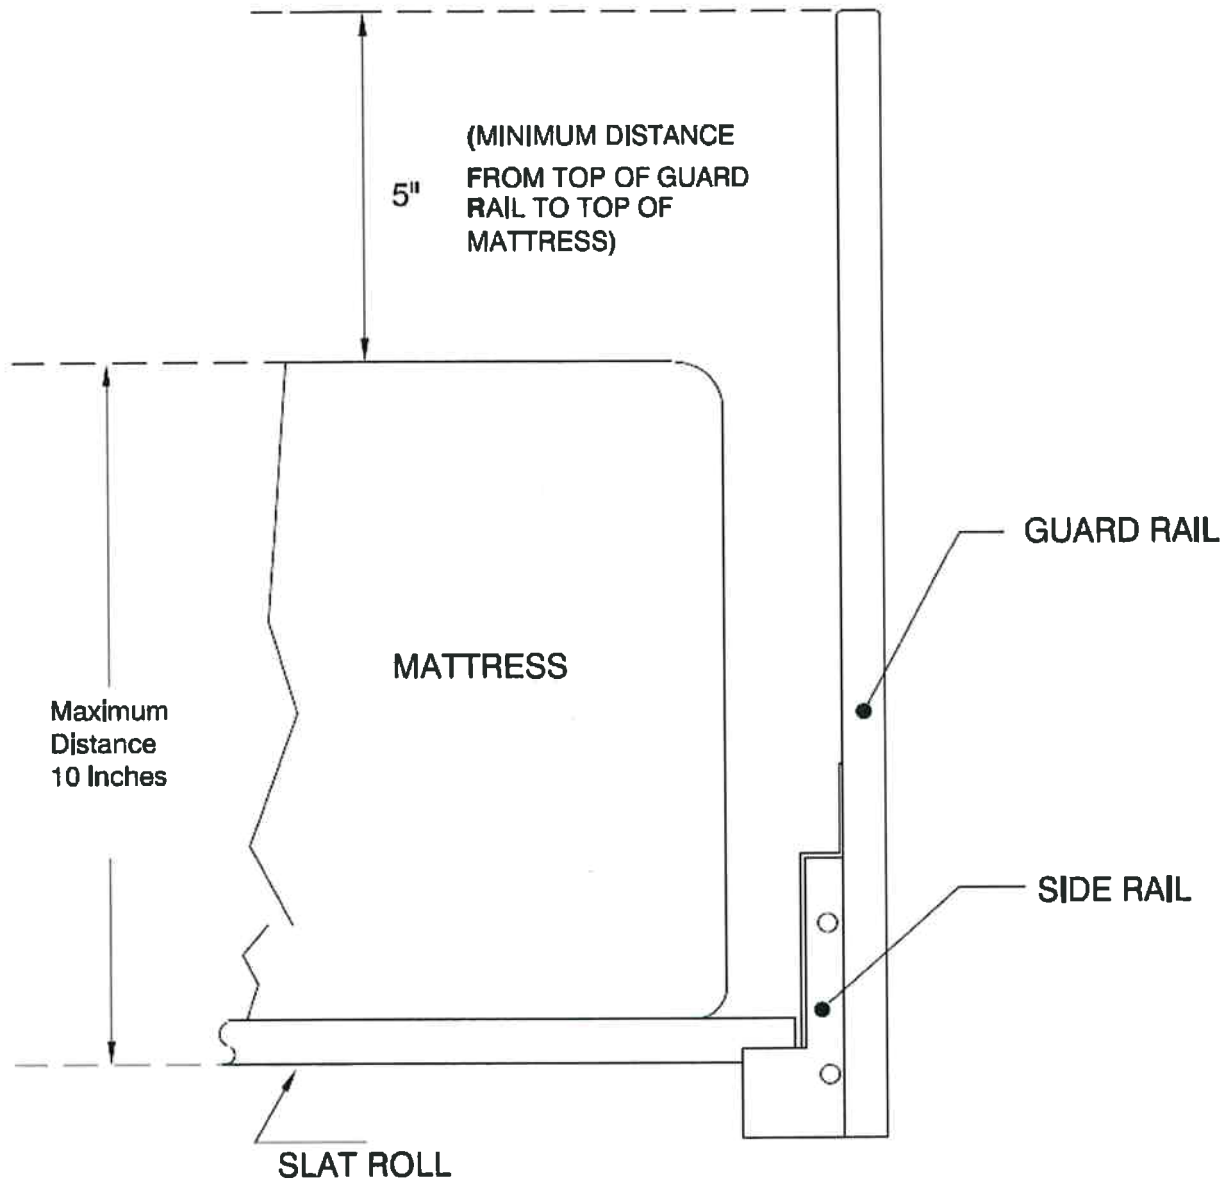 (MINIMUM DISTANCE
FROM TOP OF GUARD
5"
RAIL TO TOP OF
MATTRESS)
GUARD RAIL
MATTRESS
Maximum
Distance
10 Inches
SIDE RAIL
SLAT ROLL